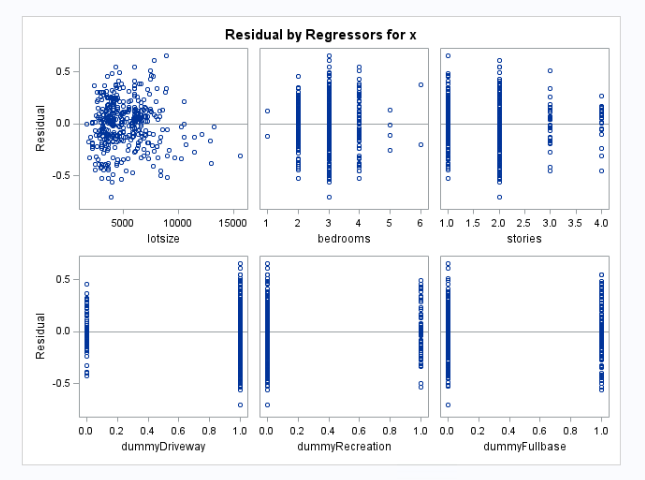 Residual by Regressors for x
Residual
0.5
0.0
-0.5
5000 10000 15000
lotsize
1 2 3 4 5 6
bedrooms
1.0 1.5 2.0 2.5 3.0 3.5 4.0
stories
Residual
0.5
0.0
-0.5
0.0 0.2 0.4 0.6 0.8 1.0
dummyDriveway
0.0 0.2 0.4 0.6 0.8 1.0
dummyRecreation
0.0 0.2 0.4 0.6 0.8 1.0
dummyFullbase